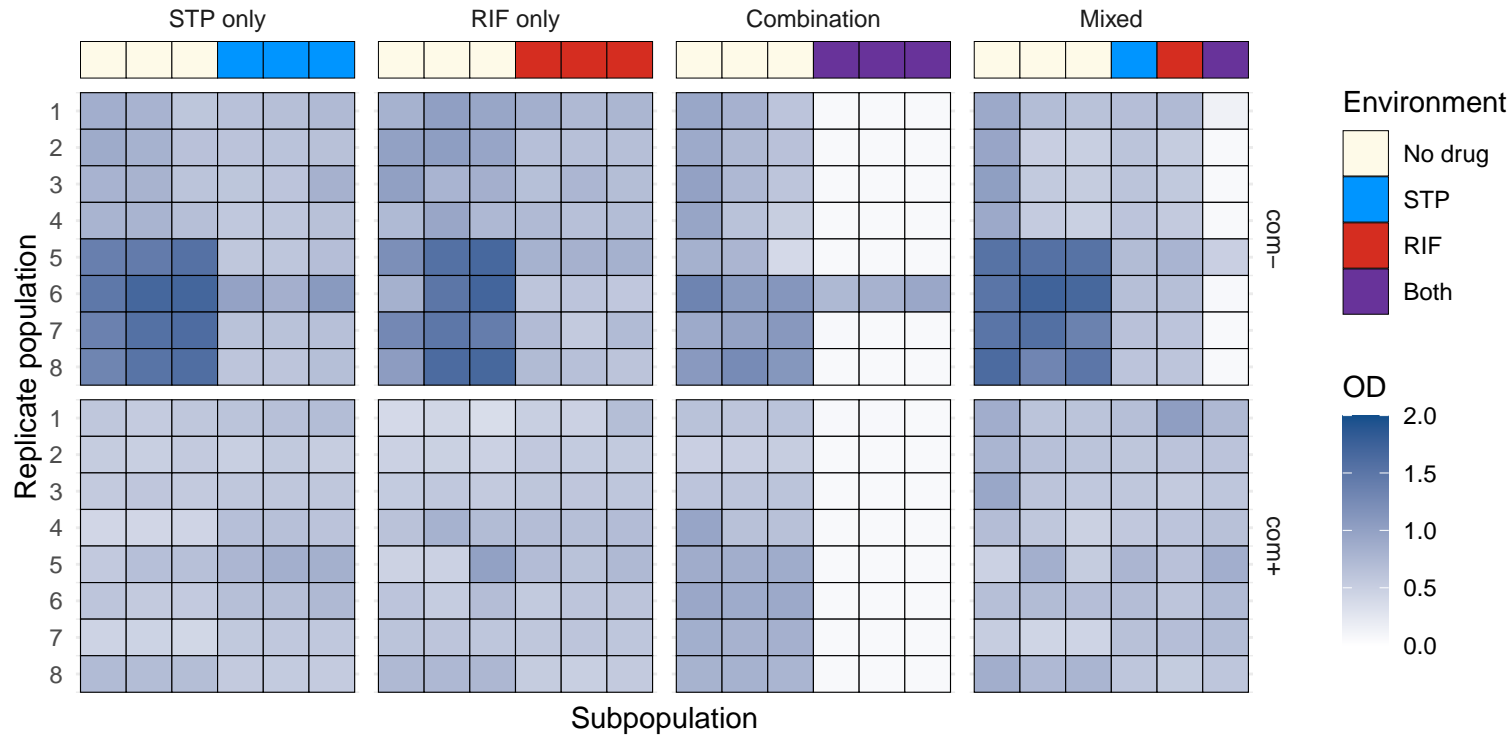 STP only
RIF only
Combination
Mixed
Replicate population
1
2
3
4
5
6
7
8
com−
1
2
3
4
5
6
7
8
com+
Subpopulation
Environment
No drug
STP
RIF
Both
OD
2.0
1.5
1.0
0.5
0.0